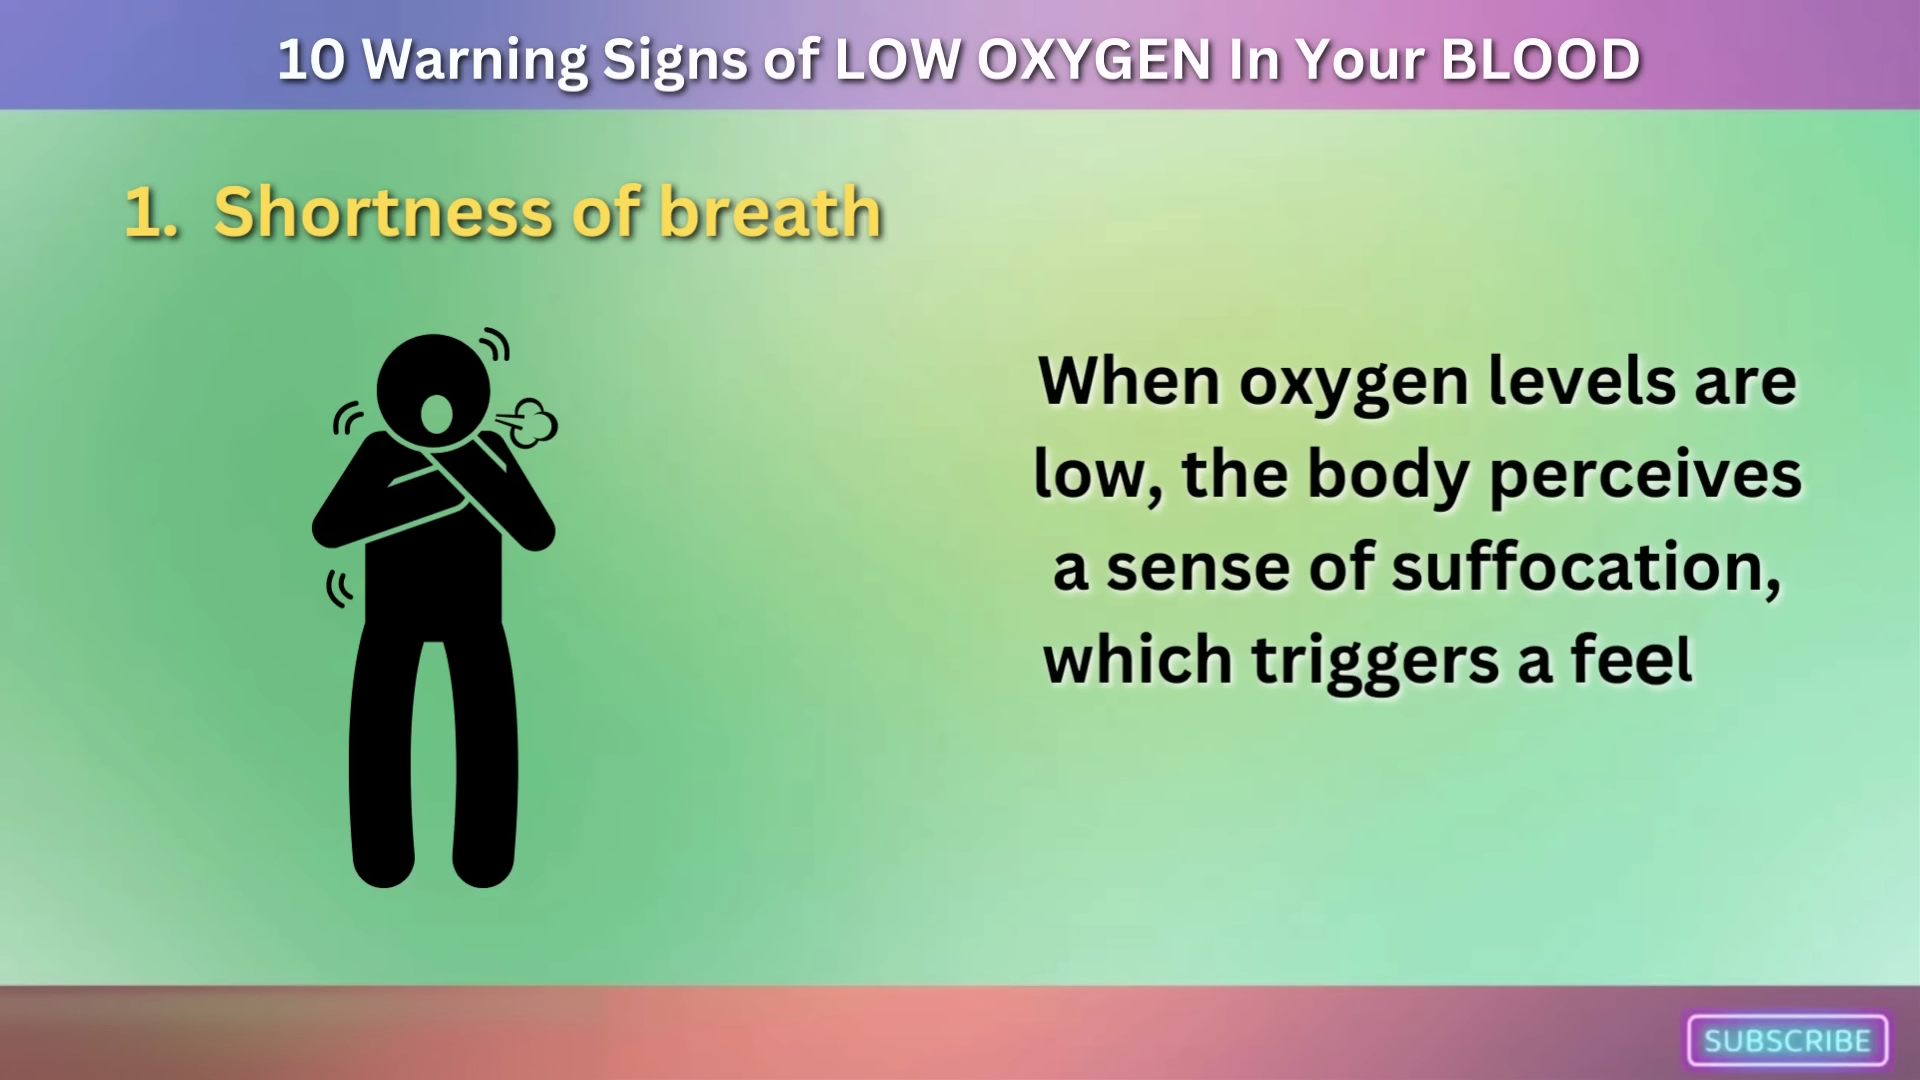 10 Warning Signs of LOW OXYGEN In Your BLOOD
1. Shortness of breath
When oxygen levels are
low, the body perceives
a sense of suffocation,
which triggers a feel
SUBSCRIBE